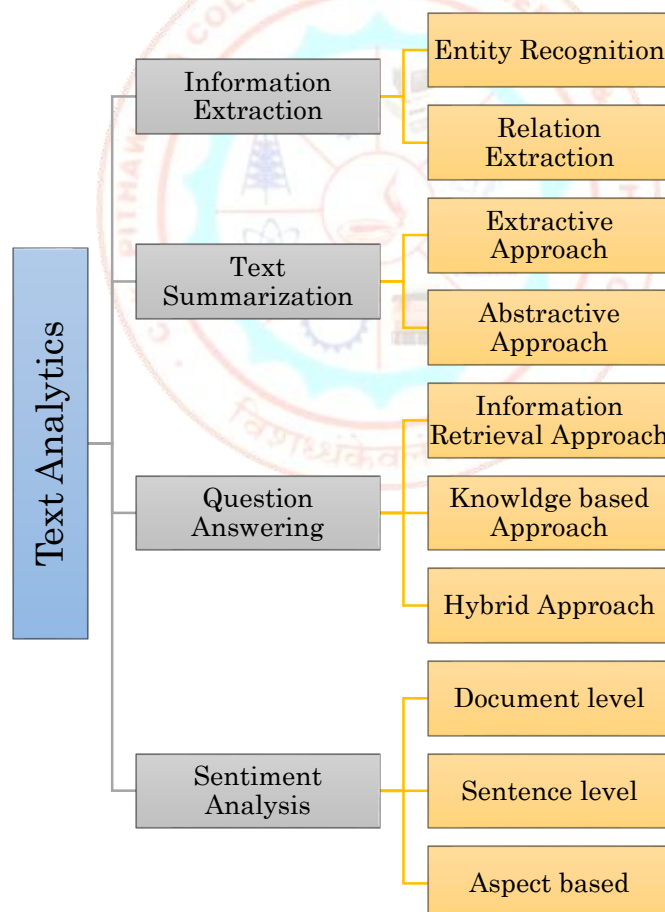 Text Analytics
Information
Extraction
Entity Recognition
Relation
Extraction
Text
Summarization
Extractive
Approach
Abstractive
Approach
Question
Answering
Information
Retrieval Approach
Knowldge based
Approach
Hybrid Approach
Sentiment
Analysis
Document level
Sentence level
Aspect based